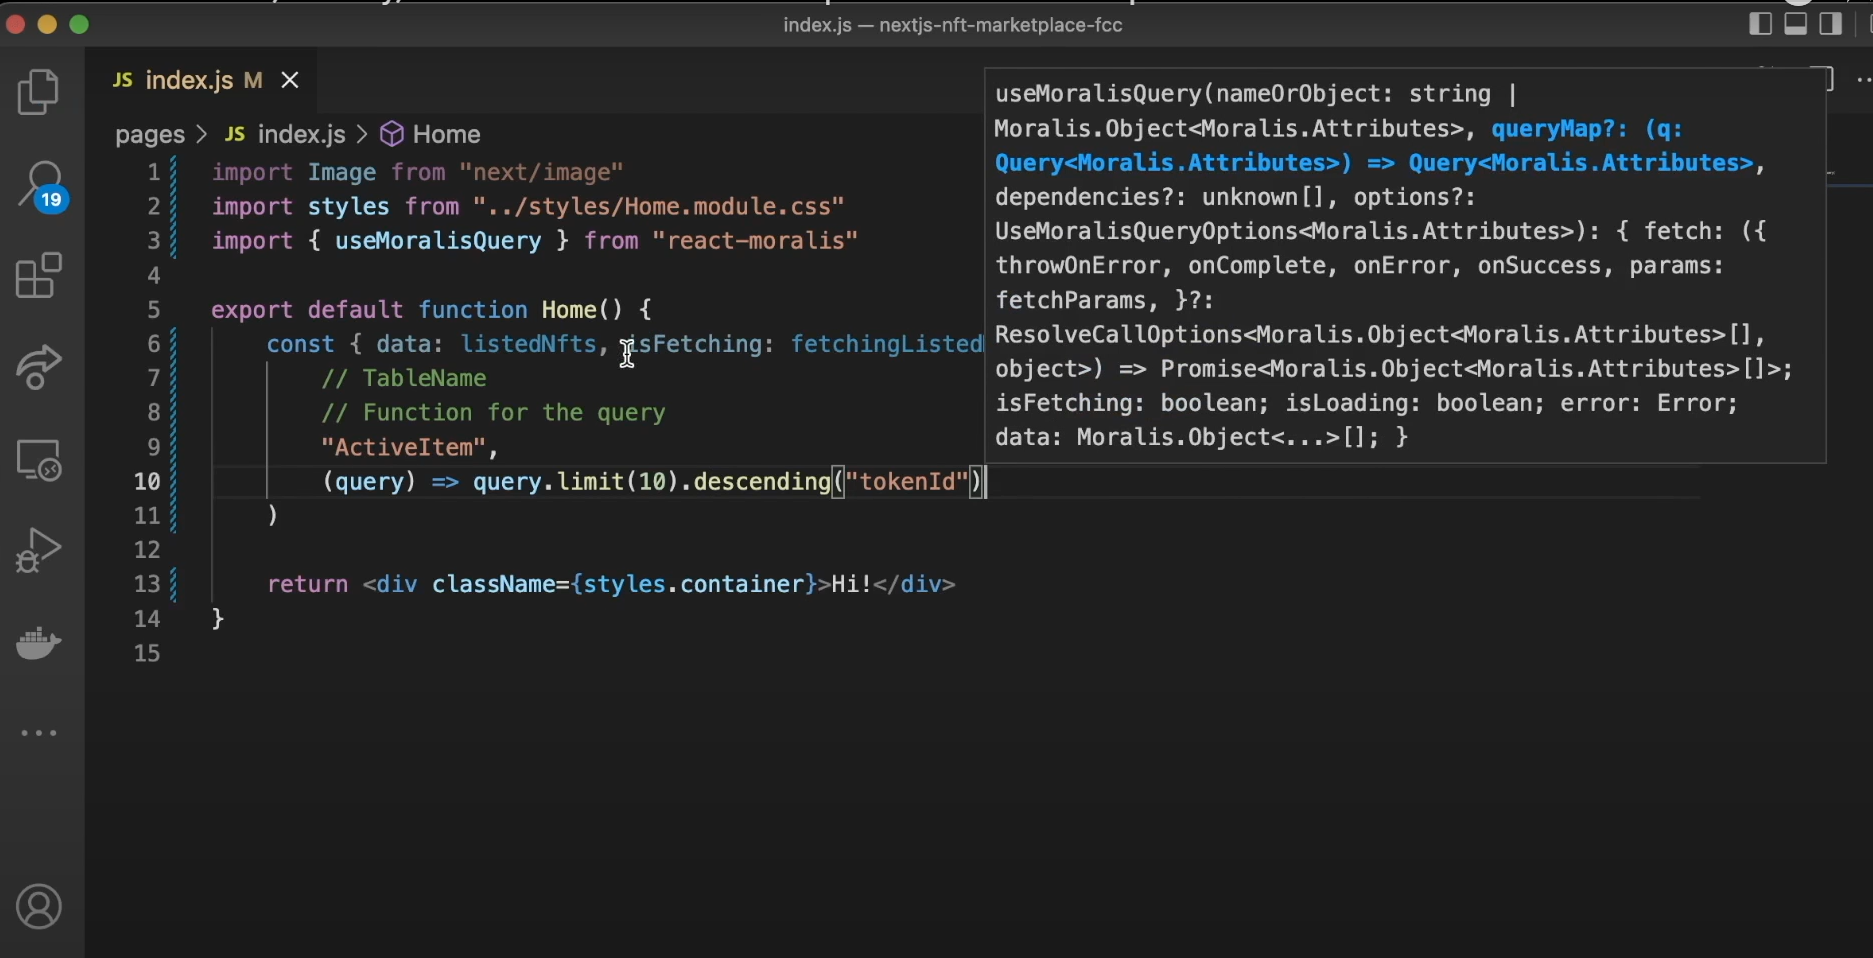 index.js — nextjs-nft-marketplace-fcc
JS index.js M
pages > JS index.js > Home
19
1 import Image from "next/image"
2 import styles from "../styles/Home.module.css"
3 import { useMoralisQuery } from "react-moralis"
4
5 export default function Home() {
6 const { data: listedNfts, isFetching: fetchingListed
7 // TableName
8 // Function for the query
9 "ActiveItem",
10 (query) => query.limit(10).descending("tokenId")
11 )
12
13 return <div className={styles.container}>Hi!</div>
14 }
15
useMoralisQuery(nameOrObject: string |
Moralis.Object<Moralis.Attributes>, queryMap?: (q:
Query<Moralis.Attributes>) => Query<Moralis.Attributes>,
dependencies?: unknown[], options?:
UseMoralisQueryOptions<Moralis.Attributes>): { fetch: ({
throwOnError, onComplete, onError, onSuccess, params:
fetchParams, }?:
ResolveCallOptions<Moralis.Object<Moralis.Attributes>[],
object>) => Promise<Moralis.Object<Moralis.Attributes>[]>;
isFetching: boolean; isLoading: boolean; error: Error;
data: Moralis.Object<...>[]; }